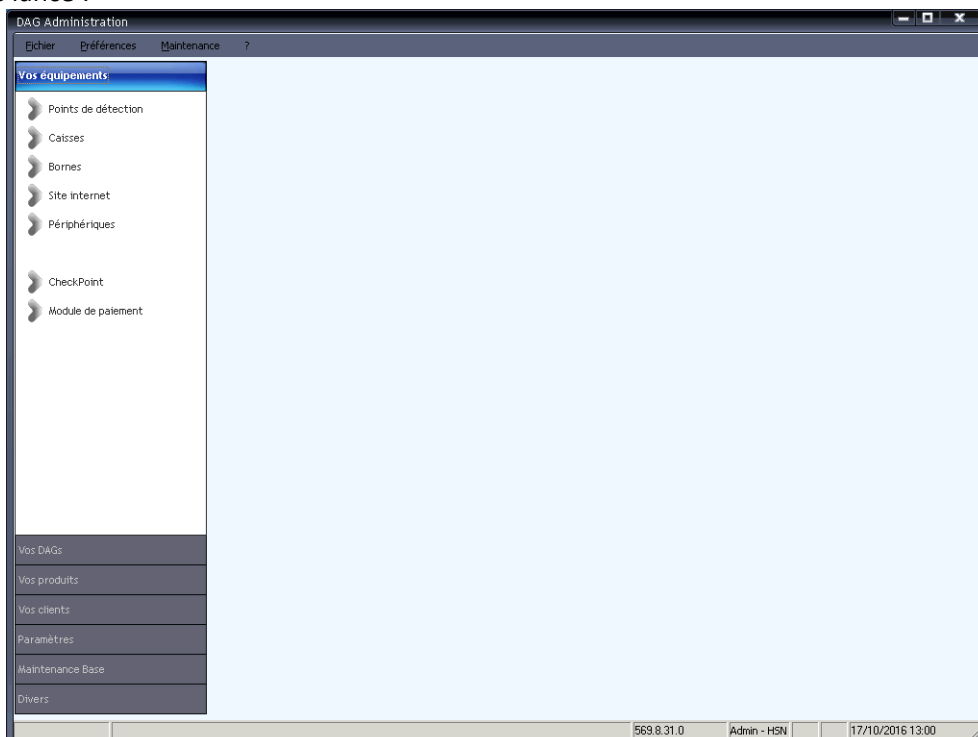 DAG Administration
Fichier Préférences Maintenance ?
Vos équipements
Points de détection
Caisses
Bornes
Site internet
Périphériques
CheckPoint
Module de paiement
Vos DAGs
Vos produits
Vos clients
Paramètres
Maintenance Base
Divers
569.8.31.0 Admin - HSN 17/10/2016 13:00